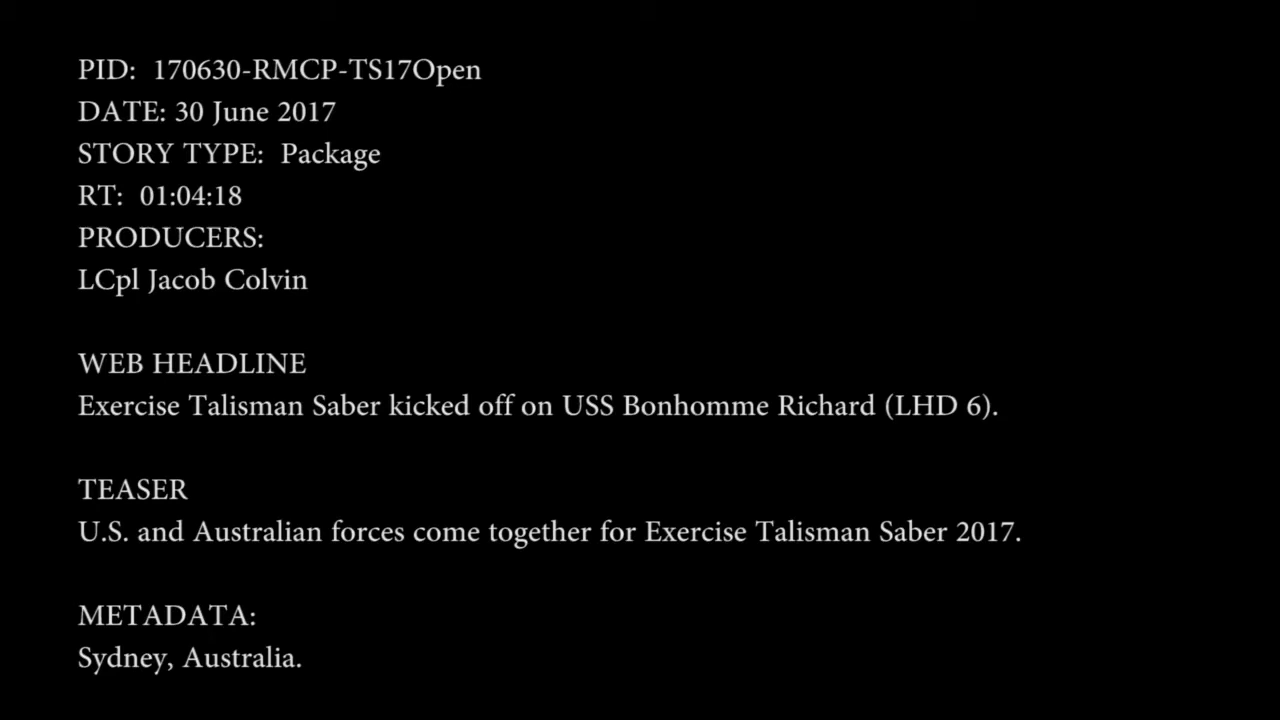 PID:  170630-RMCP-TS17Open
DATE: 30 June 2017
STORY TYPE:  Package
RT:  01:04:18
PRODUCERS:
LCpl Jacob Colvin
WEB HEADLINE
Exercise Talisman Saber kicked off on USS Bonhomme Richard (LHD 6).
TEASER
U.S. and Australian forces come together for Exercise Talisman Saber 2017.
METADATA:
Sydney, Australia.